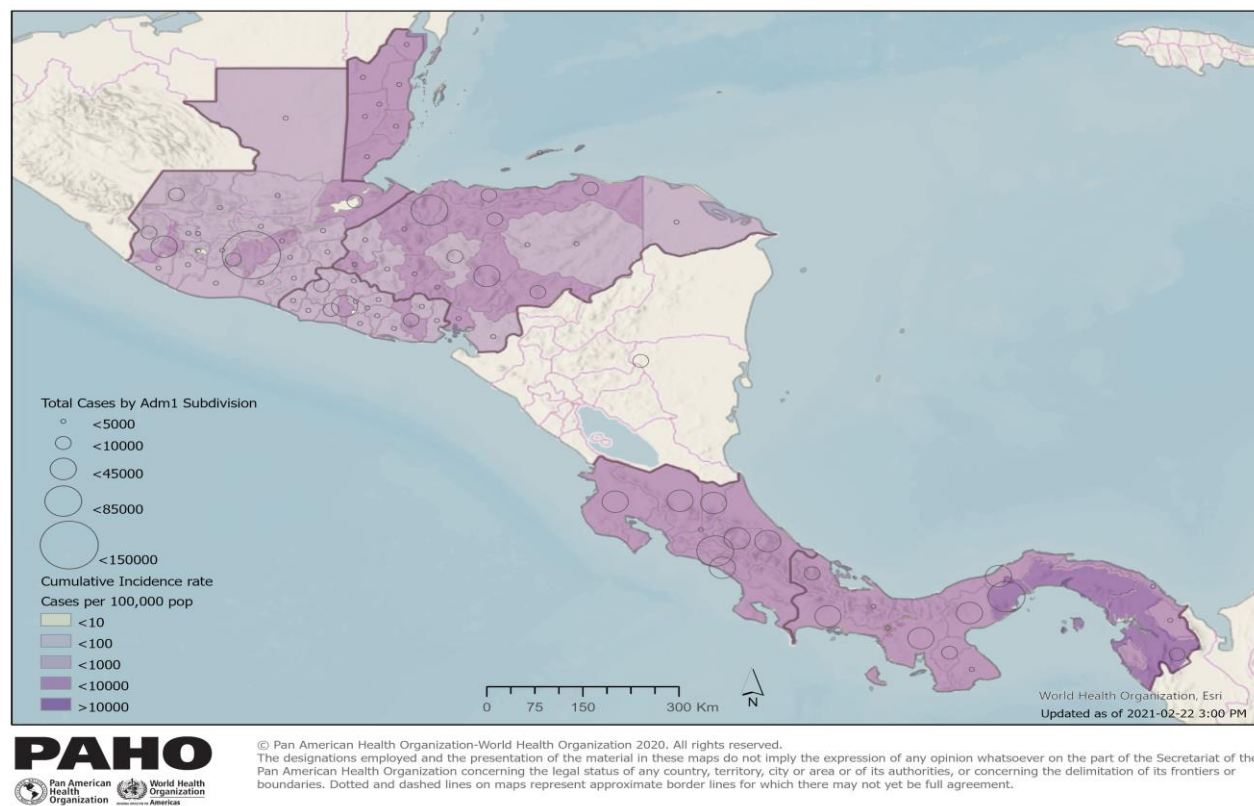 Total Cases by Adm1 Subdivision
<5000
<10000
<45000
<85000
<150000
Cumulative Incidence rate
Cases per 100,000 pop
<10
<100
<1000
<10000
>10000
0 75 150 300 Km
N
World Health Organization, Esri
Updated as of 2021-02-22 3:00 PM
PAHO
Pan American
Health
Organization
World Health
Organization
Americas
© Pan American Health Organization-World Health Organization 2020. All rights reserved.
The designations employed and the presentation of the material in these maps do not imply the expression of any opinion whatsoever on the part of the Secretariat of the
Pan American Health Organization concerning the legal status of any country, territory, city or area or of its authorities, or concerning the delimitation of its frontiers or
boundaries. Dotted and dashed lines on maps represent approximate border lines for which there may not yet be full agreement.